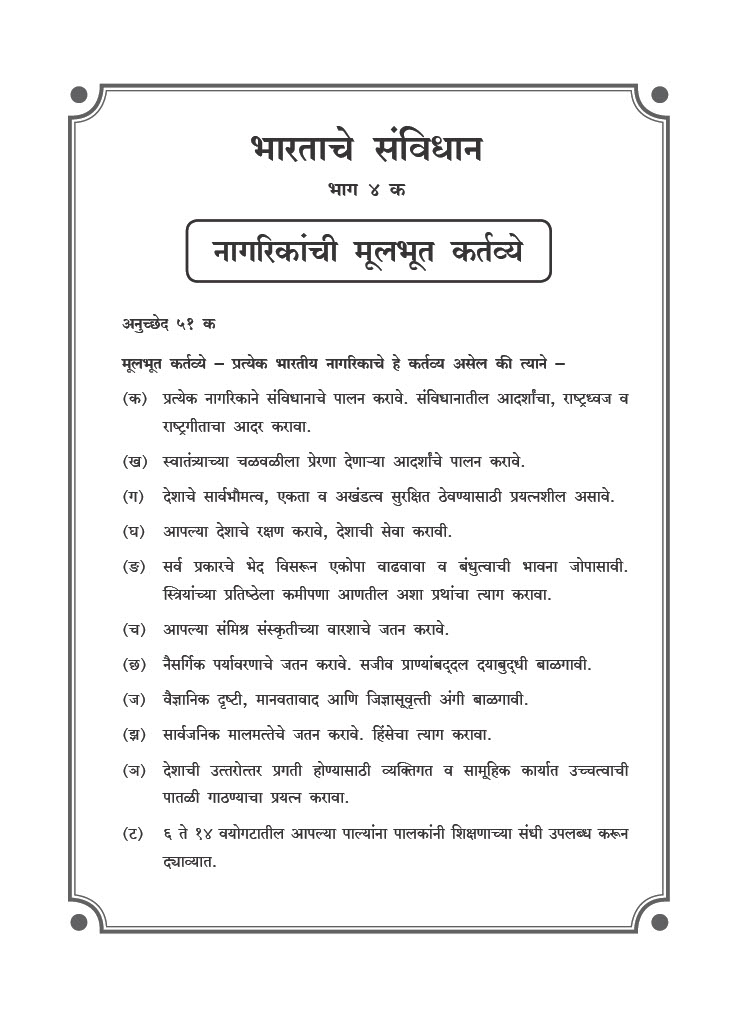 भारताचे संविधान
भाग ४ क
नागरिकांची मूलभूत कर्तव्ये
अनुच्छेद ५१ क
मूलभूत कर्तव्ये – प्रत्येक भारतीय नागरिकाचे हे कर्तव्य असेल की त्याने –
(क) प्रत्येक नागरिकाने संविधानाचे पालन करावे. संविधानातील आदर्शांचा, राष्ट्रध्वज व
राष्ट्रगीताचा आदर करावा.
(ख) स्वातंत्र्याच्या चळवळीला प्रेरणा देणाऱ्या आदर्शांचे पालन करावे.
(ग) देशाचे सार्वभौमत्व, एकता व अखंडत्व सुरक्षित ठेवण्यासाठी प्रयत्नशील असावे.
(घ) आपल्या देशाचे रक्षण करावे, देशाची सेवा करावी.
(ङ) सर्व प्रकारचे भेद विसरून एकोपा वाढवावा व बंधुत्वाची भावना जोपासावी.
स्त्रियांच्या प्रतिष्ठेला कमीपणा आणतील अशा प्रथांचा त्याग करावा.
(च) आपल्या संमिश्र संस्कृतीच्या वारशाचे जतन करावे.
(छ) नैसर्गिक पर्यावरणाचे जतन करावे. सजीव प्राण्यांबद्दल दयाबुद्धी बाळगावी.
(ज) वैज्ञानिक दृष्टी, मानवतावाद आणि जिज्ञासूवृत्ती अंगी बाळगावी.
(झ) सार्वजनिक मालमत्तेचे जतन करावे. हिंसेचा त्याग करावा.
(ञ) देशाची उत्तरोत्तर प्रगती होण्यासाठी व्यक्तिगत व सामूहिक कार्यात उच्चत्वाची
पातळी गाठण्याचा प्रयत्न करावा.
(ट) ६ ते १४ वयोगटातील आपल्या पाल्यांना पालकांनी शिक्षणाच्या संधी उपलब्ध करून
द्याव्यात.